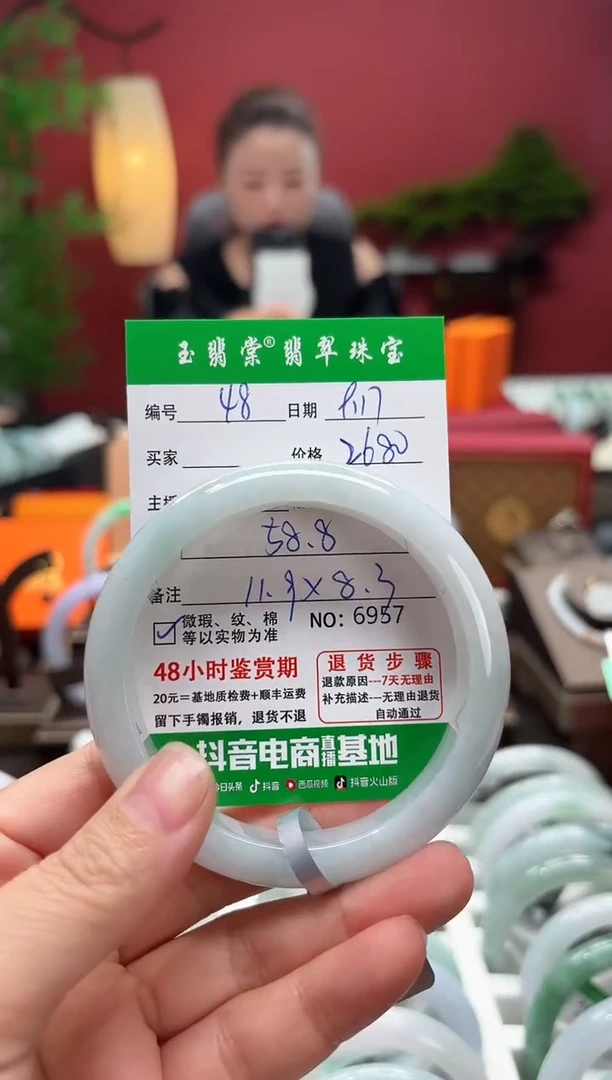 玉翡棠®翡翠珠宝
编号 48 日期 8.17
买家 价格 2680
主播
58.8
备注 11.9×8.3
微瑕、纹、棉
等以实物为准
NO: 6957
48小时鉴赏期
20元=基地质检费+顺丰运费
留下手镯报销，退货不退
退货步骤
退款原因---7天无理由
补充描述---无理由退货
自动通过
抖音电商直播基地
今日头条 抖音 西瓜视频 抖音火山版